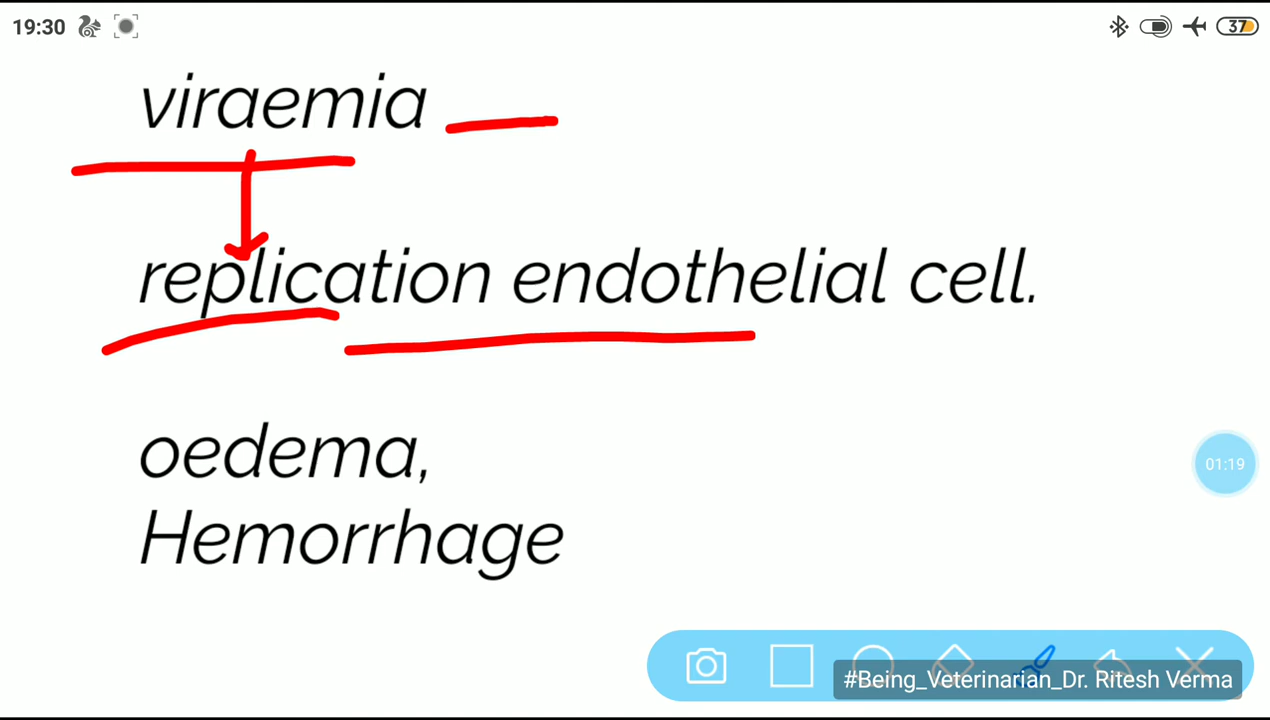 19:30
37
viraemia
replication endothelial cell.
oedema,
Hemorrhage
01:19
#Being_Veterinarian_Dr. Ritesh Verma